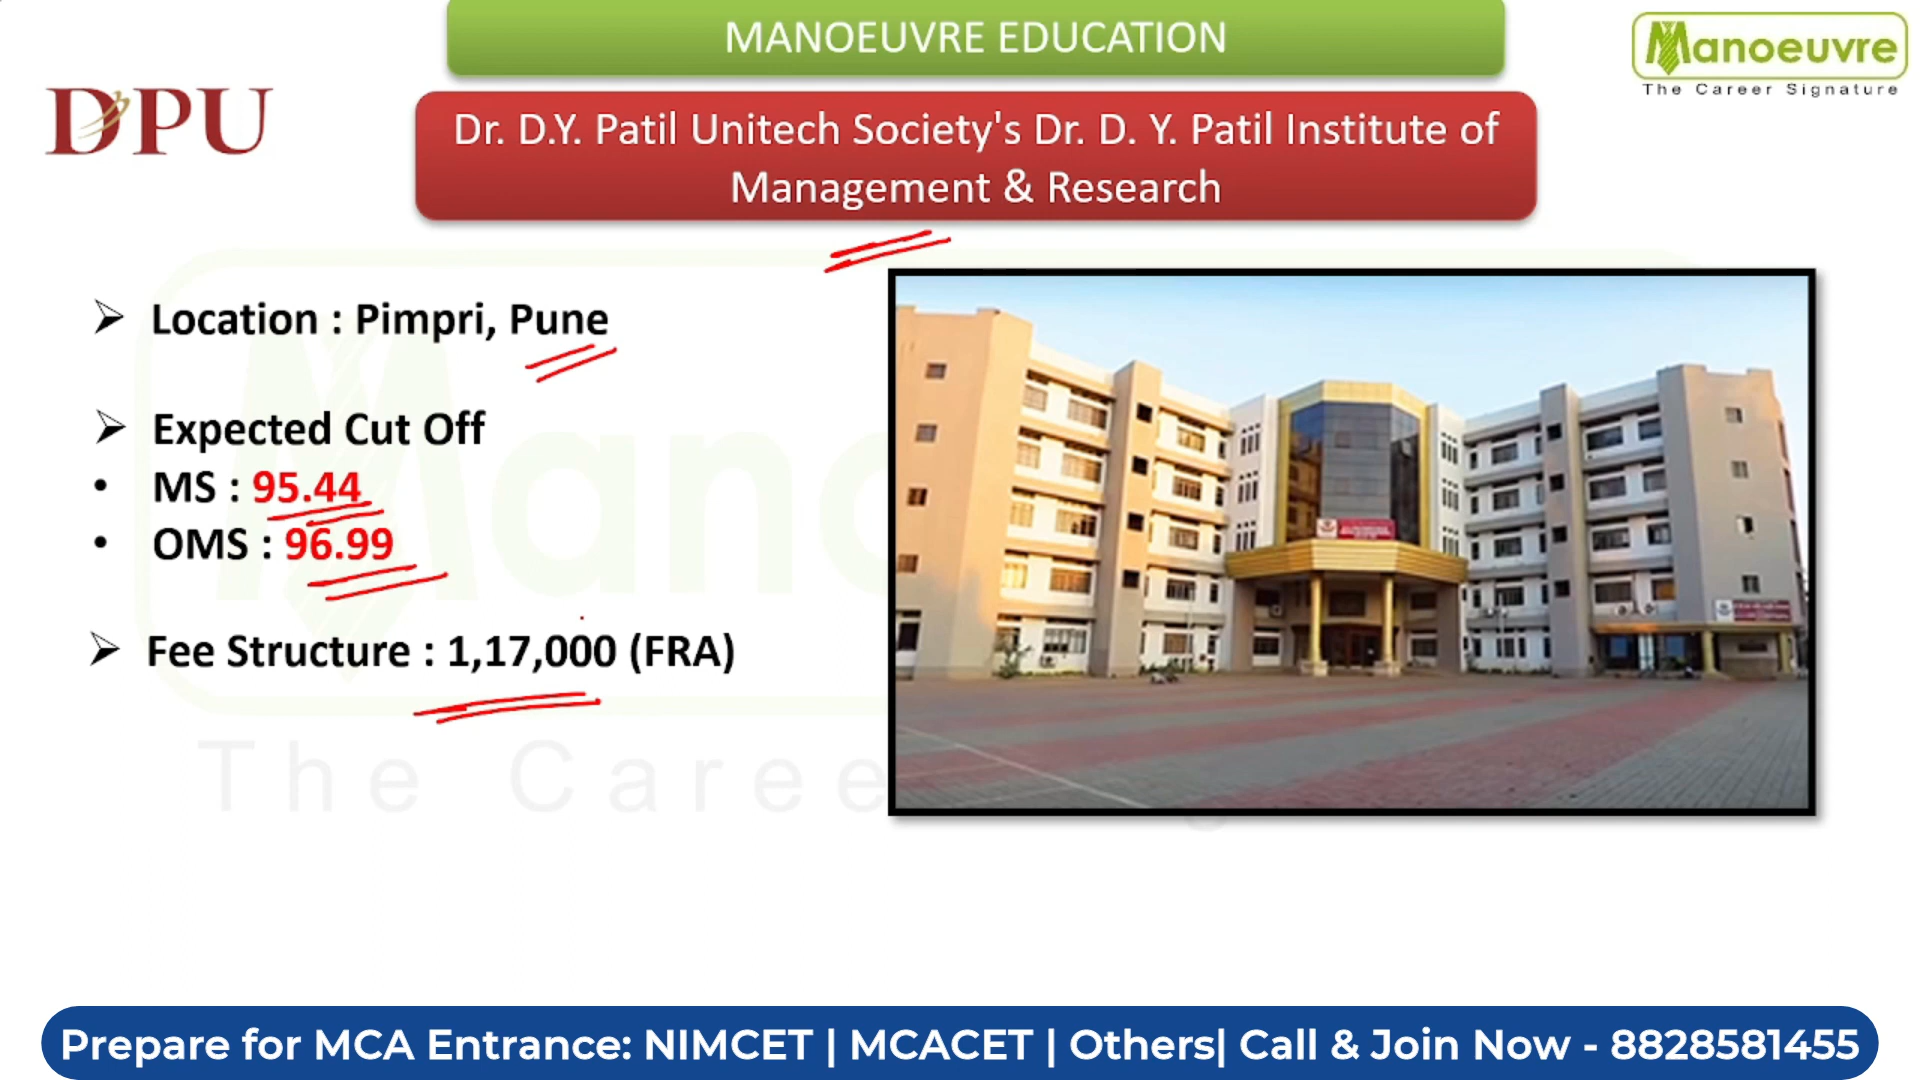 MANOEUVRE EDUCATION
Manoeuvre
The Career Signature
DPU
Dr. D.Y. Patil Unitech Society's Dr. D. Y. Patil Institute of
Management & Research
➢ Location : Pimpri, Pune
➢ Expected Cut Off
• MS : 95.44
• OMS : 96.99
➢ Fee Structure : 1,17,000 (FRA)
The Caree
Prepare for MCA Entrance: NIMCET | MCACET | Others| Call & Join Now - 8828581455